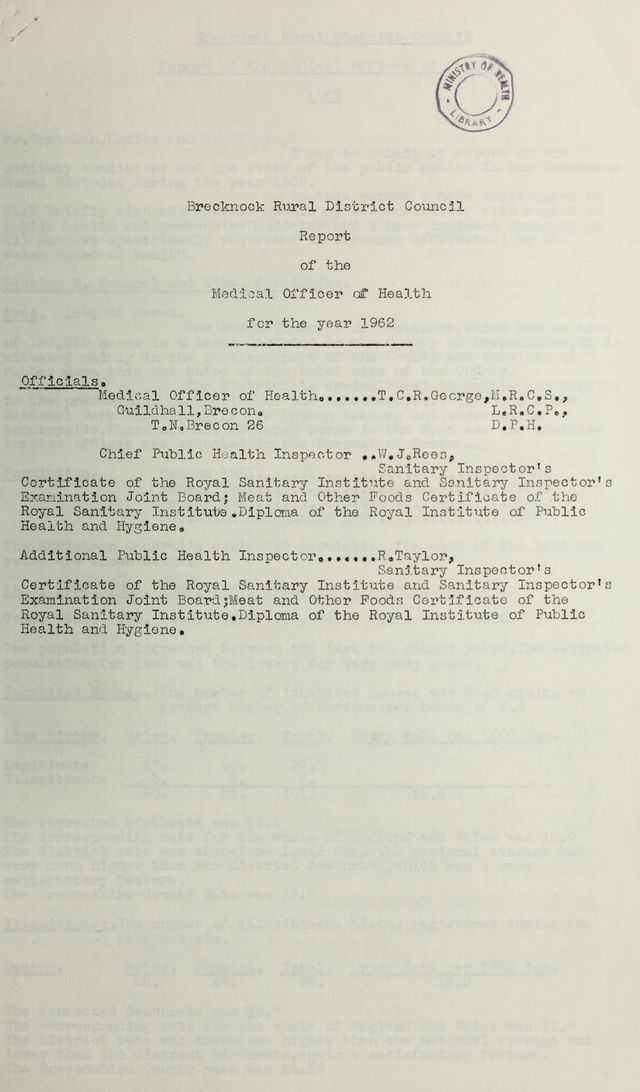 MINISTRY OF HEALTH
LIBRARY
Brecknock Rural District Council
Report
of the
Medical Officer of Health
for the year 1962
Officials.
Medical Officer of Health.......T.C.R.George,M.R.C.S.,
Guildhall,Brecon. L.R.C.P.,
T.N.Brecon 26 D.P.H.
Chief Public Health Inspector ..W.J.Rees,
Sanitary Inspector's
Certificate of the Royal Sanitary Institute and Sanitary Inspector's
Examination Joint Board; Meat and Other Foods Certificate of the
Royal Sanitary Institute.Diploma of the Royal Institute of Public
Health and Hygiene.
Additional Public Health Inspector.......R.Taylor,
Sanitary Inspector's
Certificate of the Royal Sanitary Institute and Sanitary Inspector's
Examination Joint Board;Meat and Other Foods Certificate of the
Royal Sanitary Institute.Diploma of the Royal Institute of Public
Health and Hygiene.